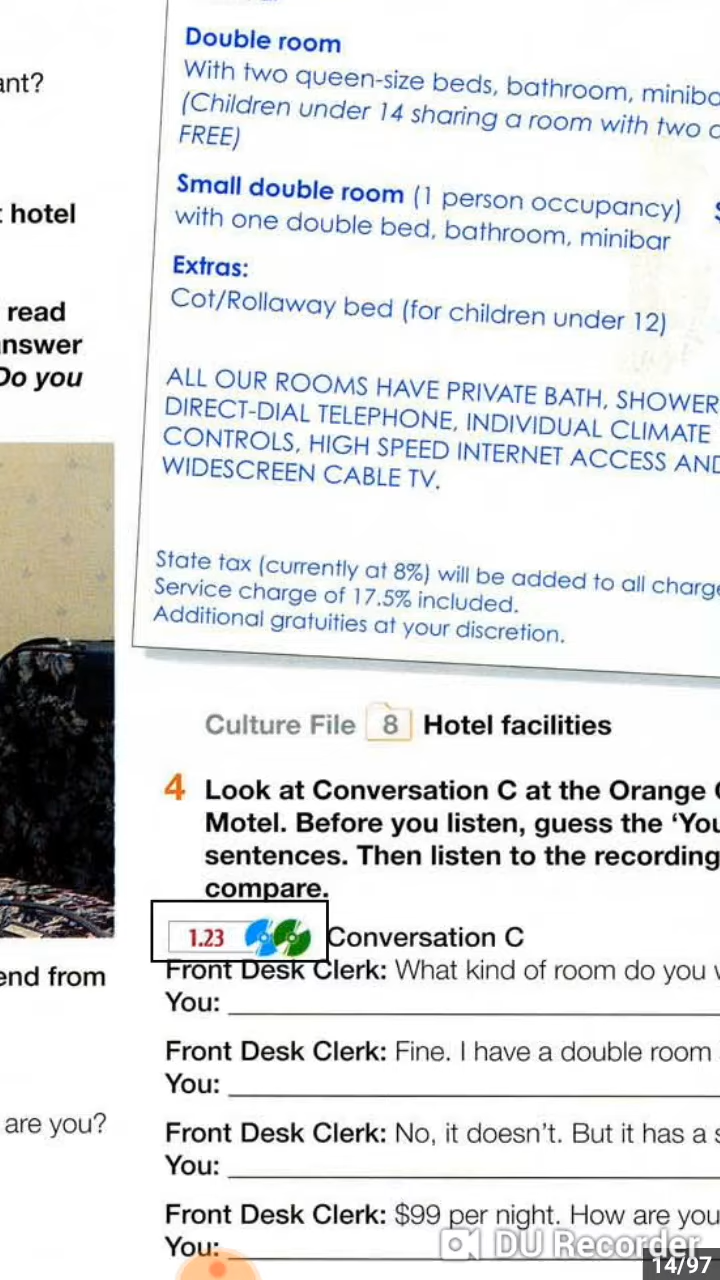 Double room
With two queen-size beds, bathroom,
(Children under 14 sharing a room with two
FREE)
Small double room (1 person occupancy)
with one double bed, bathroom, minibar
Extras:
Cot/Rollaway bed (for children under 12)
ALL OUR ROOMS HAVE PRIVATE BATH, SHOWER
DIRECT-DIAL TELEPHONE, INDIVIDUAL CLIMATE
CONTROLS, HIGH SPEED INTERNET ACCESS
WIDESCREEN CABLE TV.
State tax (currently at 8%) will be added to all
Service charge of 17.5% included.
Additional gratuities at your discretion.
ant?
hotel
read
answer
Do you
end from
are you?
Culture File 8 Hotel facilities
4 Look at Conversation C at the Orange
Motel. Before you listen, guess the ‘You
sentences. Then listen to the recording
compare.
1.23 Conversation C
Front Desk Clerk: What kind of room do you
You:
Front Desk Clerk: Fine. I have a double room
You:
Front Desk Clerk: No, it doesn't. But it has a
You:
Front Desk Clerk: $99 per night. How are you
You:
DU Recorder
14/97